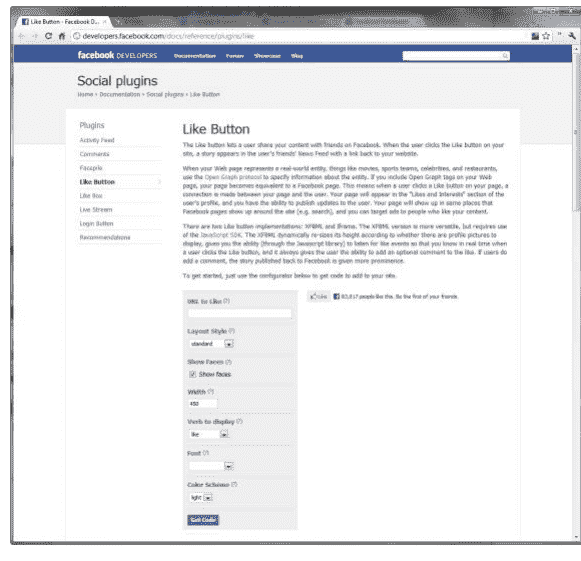 Like Button - Facebook D...
developers.facebook.com/docs/reference/plugins/like
facebook DEVELOPERS Documentation Forum Showcase Blog
Social plugins
Home › Documentation › Social plugins › Like Button
Plugins
Activity Feed
Comments
Facepile
Like Button
Like Box
Live Stream
Login Button
Recommendations
Like Button
The Like button lets a user share your content with friends on Facebook. When the user clicks the Like button on your
site, a story appears in the user's friends' News Feed with a link back to your website.
When your Web page represents a real-world entity, things like movies, sports teams, celebrities, and restaurants,
use the Open Graph protocol to specify information about the entity. If you include Open Graph tags on your Web
page, your page becomes equivalent to a Facebook page. This means when a user clicks a Like button on your page, a
connection is made between your page and the user. Your page will appear in the "Likes and Interests" section of the
user's profile, and you have the ability to publish updates to the user. Your page will show up in same places that
Facebook pages show up around the site (e.g. search), and you can target ads to people who like your content.
There are two Like button implementations: XFBML and Iframe. The XFBML version is more versatile, but requires use
of the JavaScript SDK. The XFBML dynamically re-sizes its height according to whether there are profile pictures to
display, gives you the ability (through the Javascript library) to listen for like events so that you know in real time when
a user clicks the Like button, and it always gives the user the ability to add an optional comment to the like. If users do
add a comment, the story published back to Facebook is given more prominence.
To get started, just use the configurator below to get code to add to your site.
URL to Like (?)
Like people like this. Be the first of your friends.
Layout Style (?)
standard
Show Faces (?)
Show faces
Width (?)
450
Verb to display (?)
like
Font (?)
Color Scheme (?)
light
Get Code